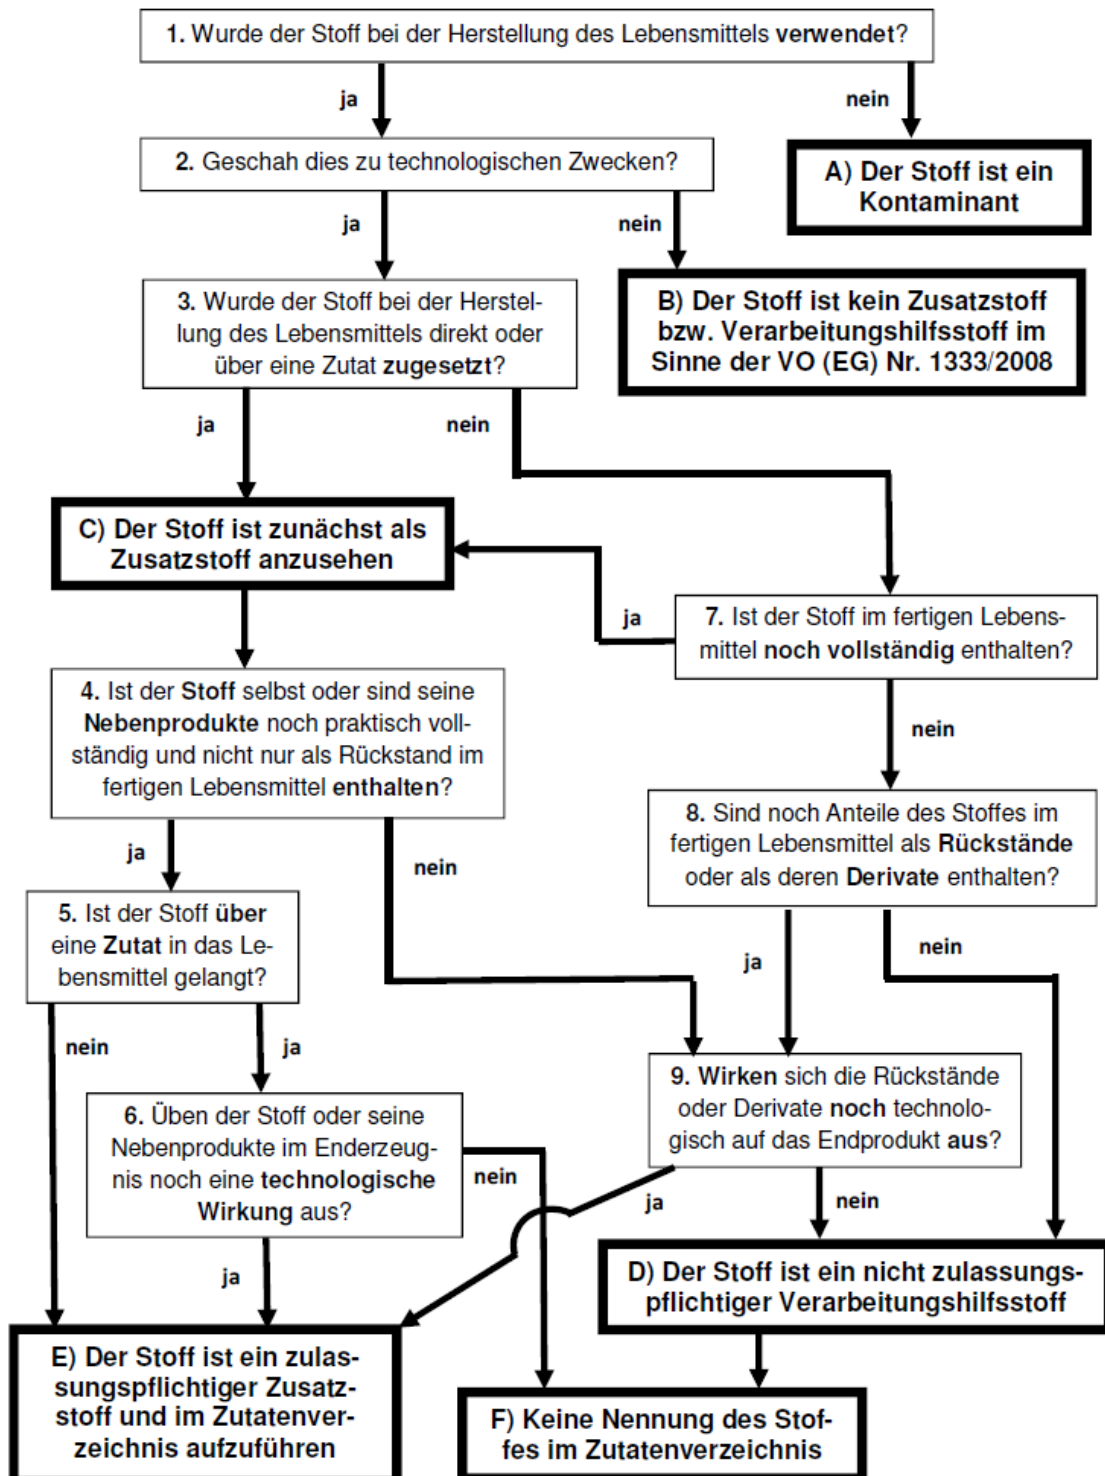 1. Wurde der Stoff bei der Herstellung des Lebensmittels verwendet?
ja
nein
2. Geschah dies zu technologischen Zwecken?
A) Der Stoff ist ein
Kontaminant
ja
nein
3. Wurde der Stoff bei der Herstel-
lung des Lebensmittels direkt oder
über eine Zutat zugesetzt?
B) Der Stoff ist kein Zusatzstoff
bzw. Verarbeitungshilfsstoff im
Sinne der VO (EG) Nr. 1333/2008
ja
nein
C) Der Stoff ist zunächst als
Zusatzstoff anzusehen
ja
7. Ist der Stoff im fertigen Lebens-
mittel noch vollständig enthalten?
4. Ist der Stoff selbst oder sind seine
Nebenprodukte noch praktisch voll-
ständig und nicht nur als Rückstand im
fertigen Lebensmittel enthalten?
nein
8. Sind noch Anteile des Stoffes im
fertigen Lebensmittel als Rückstände
oder als deren Derivate enthalten?
ja
nein
5. Ist der Stoff über
eine Zutat in das Le-
bensmittel gelangt?
ja
nein
nein
ja
9. Wirken sich die Rückstände
oder Derivate noch technolo-
gisch auf das Endprodukt aus?
6. Üben der Stoff oder seine
Nebenprodukte im Enderzeug-
nis noch eine technologische
Wirkung aus?
nein
ja
nein
ja
D) Der Stoff ist ein nicht zulassungs-
pflichtiger Verarbeitungshilfsstoff
E) Der Stoff ist ein zulas-
sungspflichtiger Zusatz-
stoff und im Zutatenver-
zeichnis aufzuführen
F) Keine Nennung des Stof-
fes im Zutatenverzeichnis